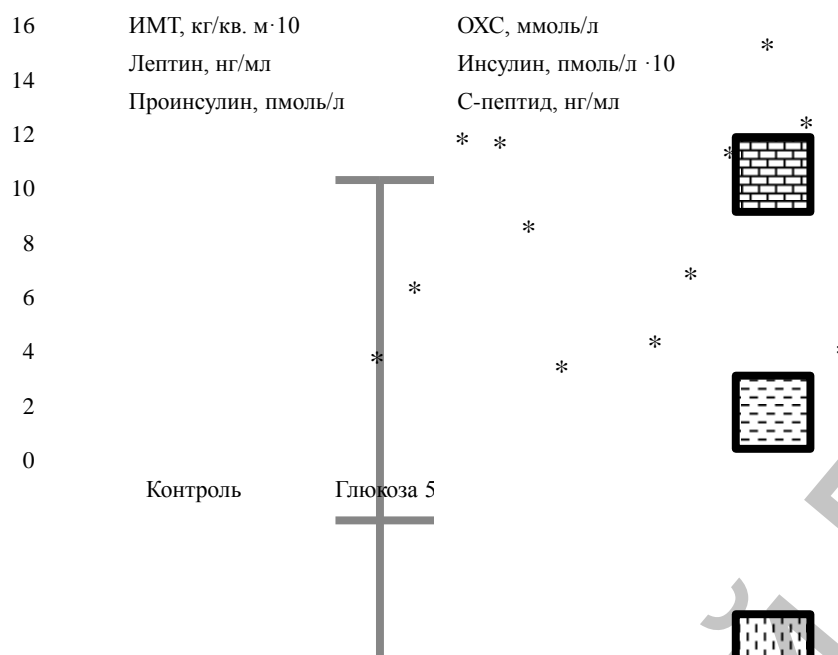 16
ИМТ, кг/кв. м·10
ОХС, ммоль/л
Лептин, нг/мл
Инсулин, пмоль/л ·10
14
Проинсулин, пмоль/л
С-пептид, нг/мл
12
10
8
6
4
2
0
Контроль
Глюкоза 5